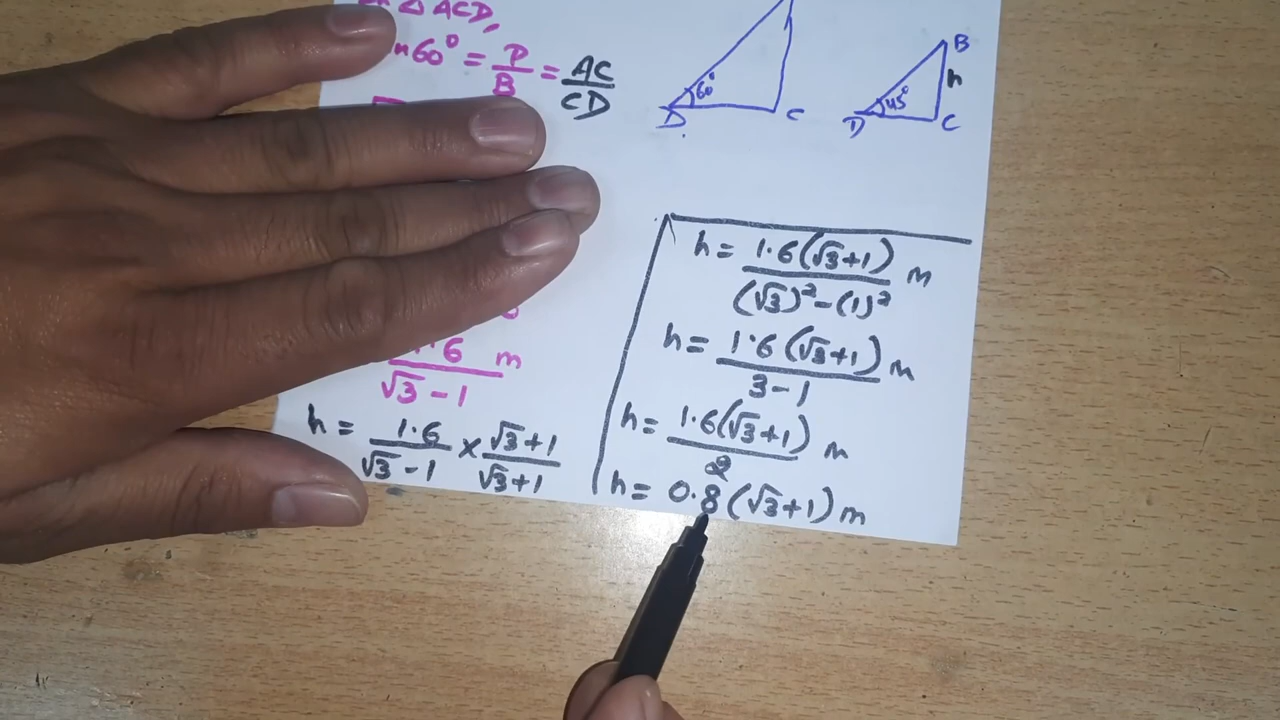 △ ACD,
60° = P/B = AC/CD
60°
D
C
B
h
45°
D
C
1.6/(√3-1) m
h = 1.6/(√3-1) × (√3+1)/(√3+1)
h = 1.6(√3+1)/((√3)²-(1)²) m
h = 1.6(√3+1)/(3-1) m
h = 1.6(√3+1)/2 m
h = 0.8(√3+1) m